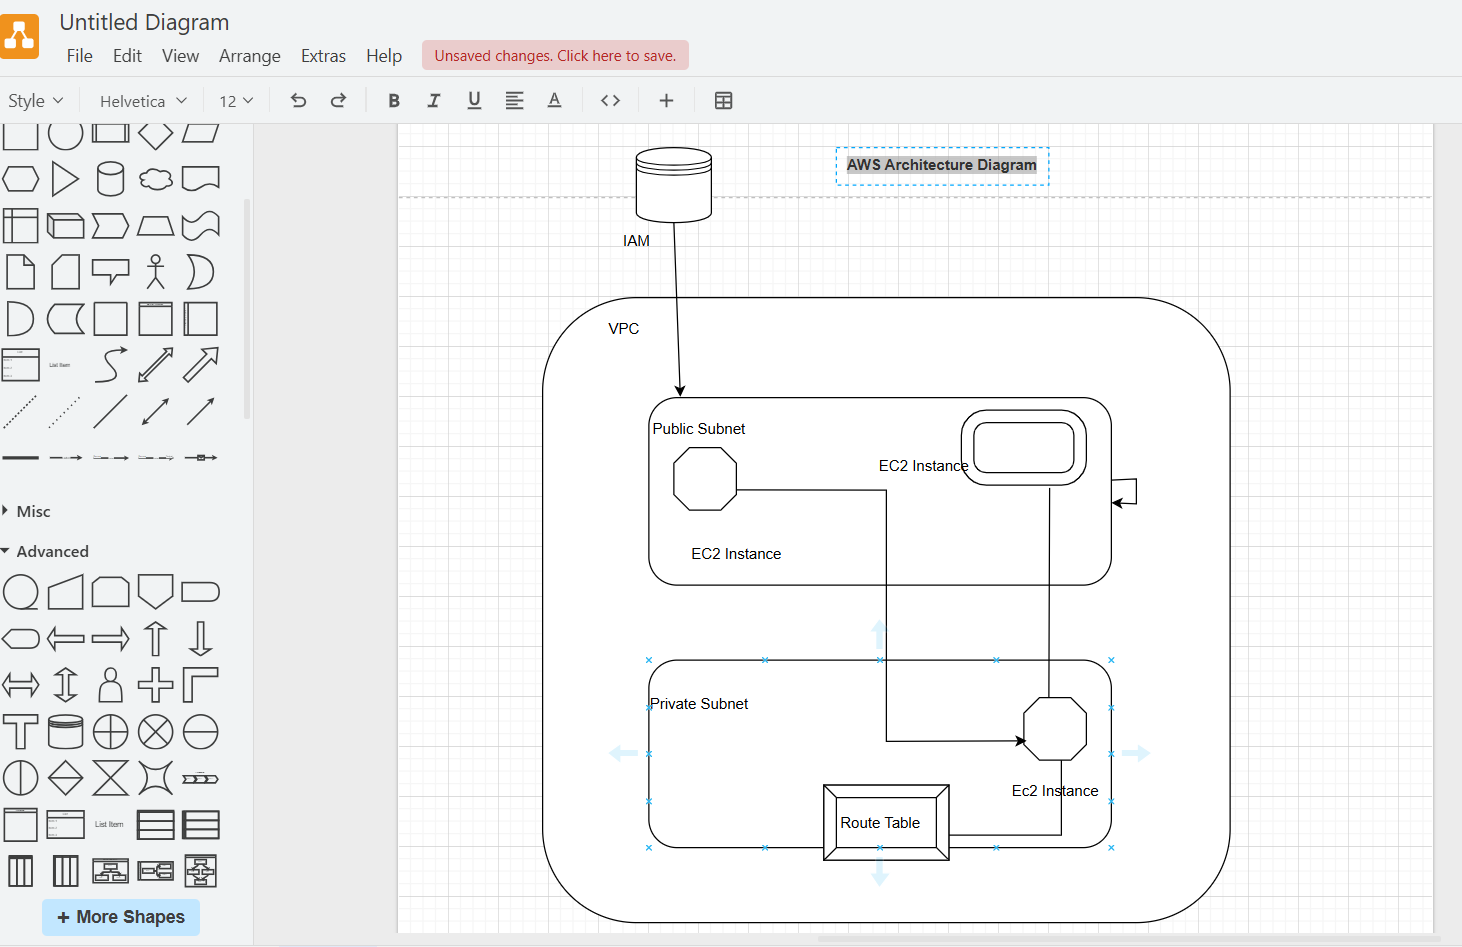 Untitled Diagram
File Edit View Arrange Extras Help Unsaved changes. Click here to save.
Style Helvetica 12 B I U A
AWS Architecture Diagram
IAM
VPC
List Item
Public Subnet
EC2 Instance
EC2 Instance
Misc
Advanced
Private Subnet
Ec2 Instance
Route Table
List Item
+ More Shapes